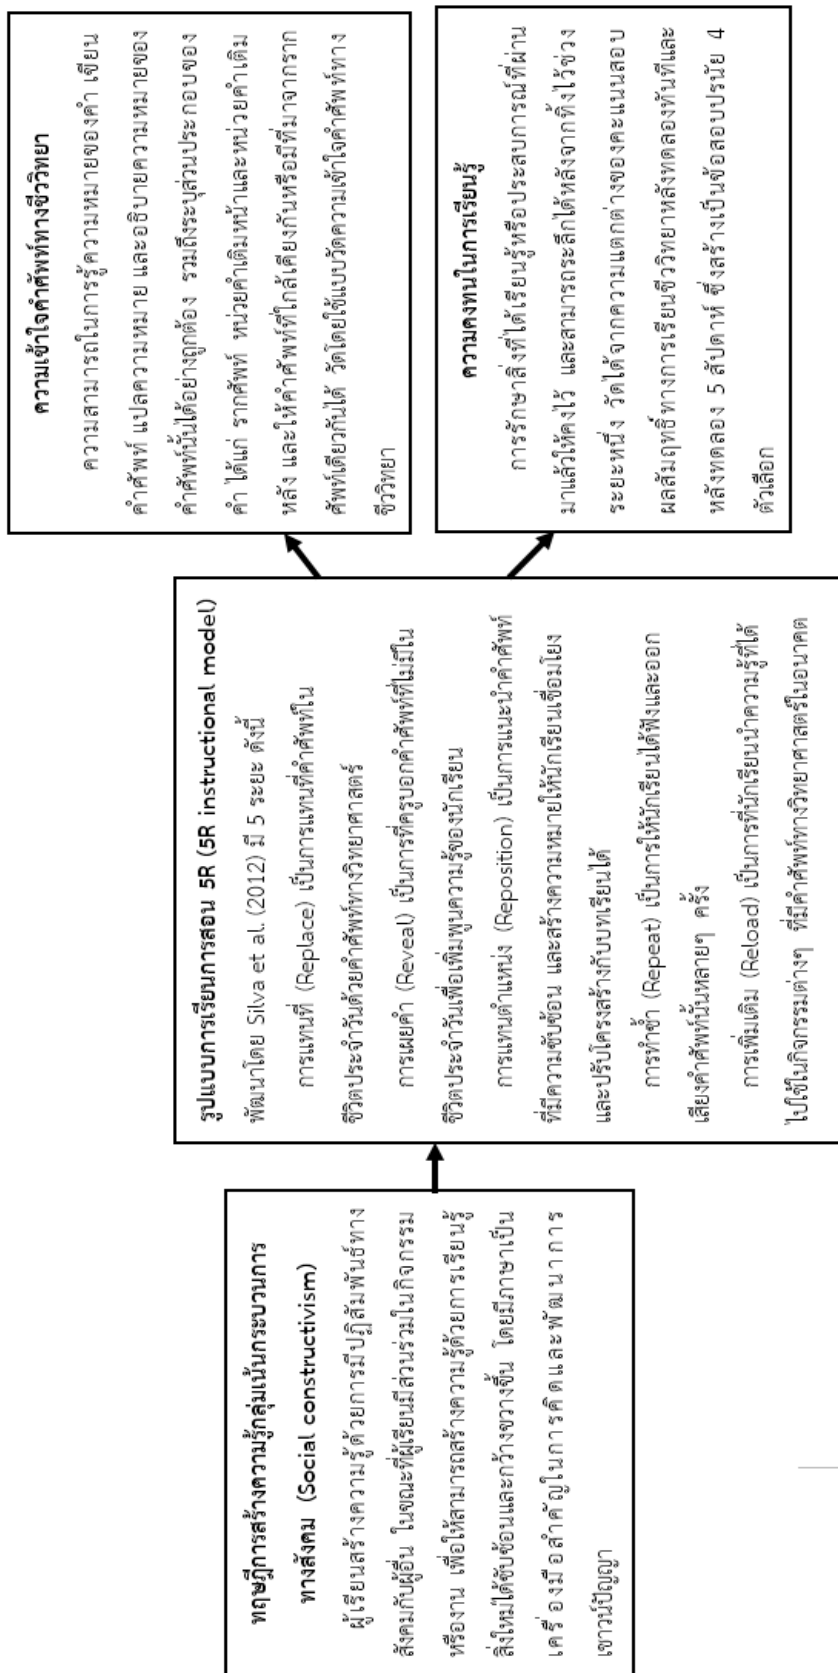 ทฤษฎีการสร้างความรู้กลุ่มเน้นกระบวนการ
ทางสังคม (Social constructivism)
ผู้เรียนสร้างความรู้ด้วยการมีปฏิสัมพันธ์ทาง
สังคมกับผู้อื่น ในขณะที่ผู้เรียนมีส่วนร่วมในกิจกรรม
หรืองาน เพื่อให้สามารถสร้างความรู้ด้วยการเรียนรู้
สิ่งใหม่ได้ซับซ้อนและกว้างขวางขึ้น โดยมีภาษาเป็น
เครื่องมือสำคัญในการคิดและพัฒนาการ
เชาวน์ปัญญา
รูปแบบการเรียนการสอน 5R (5R instructional model)
พัฒนาโดย Silva et al. (2012) มี 5 ระยะ ดังนี้
การแทนที่ (Replace) เป็นการแทนที่คำศัพท์ใน
ชีวิตประจำวันด้วยคำศัพท์ทางวิทยาศาสตร์
การเผยคำ (Reveal) เป็นการที่ครูบอกคำศัพท์ที่ไม่มีใน
ชีวิตประจำวันเพื่อเพิ่มพูนความรู้ของนักเรียน
การแทนตำแหน่ง (Reposition) เป็นการแนะนำคำศัพท์
ที่มีความซับซ้อน และสร้างความหมายให้นักเรียนเชื่อมโยง
และปรับโครงสร้างกับบทเรียนได้
การทำซ้ำ (Repeat) เป็นการให้นักเรียนได้ฟังและออก
เสียงคำศัพท์นั้นหลายๆ ครั้ง
การเพิ่มเติม (Reload) เป็นการที่นักเรียนนำความรู้ที่ได้
ไปใช้ในกิจกรรมต่างๆ ที่มีคำศัพท์ทางวิทยาศาสตร์ในอนาคต
ความเข้าใจคำศัพท์ทางชีววิทยา
ความสามารถในการรู้ความหมายของคำ เขียน
คำศัพท์ แปลความหมาย และอธิบายความหมายของ
คำศัพท์นั้นได้อย่างถูกต้อง รวมถึงระบุส่วนประกอบของ
คำ ได้แก่ รากศัพท์ หน่วยคำเติมหน้าและหน่วยคำเติม
หลัง และให้คำศัพท์ที่ใกล้เคียงกันหรือมีที่มาจากราก
ศัพท์เดียวกันได้ วัดโดยใช้แบบวัดความเข้าใจคำศัพท์ทาง
ชีววิทยา
ความคงทนในการเรียนรู้
การรักษาสิ่งที่ได้เรียนรู้หรือประสบการณ์ที่ผ่าน
มาแล้วให้คงไว้ และสามารถระลึกได้หลังจากทิ้งไว้ช่วง
ระยะหนึ่ง วัดได้จากความแตกต่างของคะแนนสอบ
ผลสัมฤทธิ์ทางการเรียนชีววิทยาหลังทดลองทันทีและ
หลังทดลอง 5 สัปดาห์ ซึ่งสร้างเป็นข้อสอบปรนัย 4
ตัวเลือก